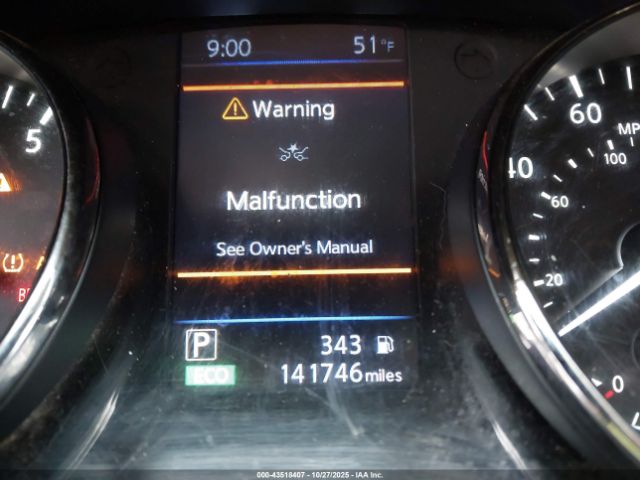 9:00 51°F
Warning
Malfunction
See Owner's Manual
P 343
ECO 141746 miles
5
60
MP
100
40
60
20
0
000-43518407 - 10/27/2025 - IAA Inc.